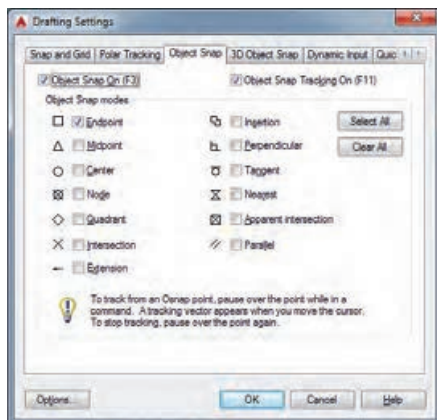 Drafting Settings
Snap and Grid Polar Tracking Object Snap 3D Object Snap Dynamic Input Quic
Object Snap On (F3) Object Snap Tracking On (F11)
Object Snap modes
Endpoint Insertion Select All
Midpoint Perpendicular Clear All
Center Tangent
Node Nearest
Quadrant Apparent intersection
Intersection Parallel
Extension
To track from an Osnap point, pause over the point while in a
command. A tracking vector appears when you move the cursor.
To stop tracking, pause over the point again.
Options... OK Cancel Help